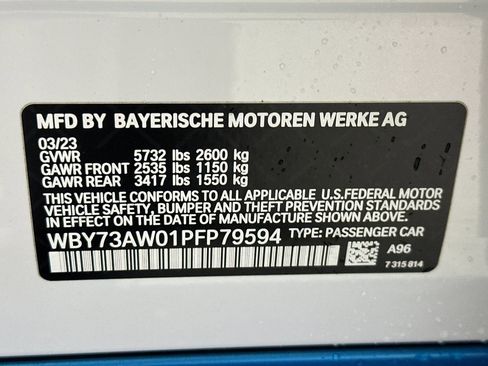 MFD BY BAYERISCHE MOTOREN WERKE AG
03/23
GVWR 5732 lbs 2600 kg
GAWR FRONT 2535 lbs 1150 kg
GAWR REAR 3417 lbs 1550 kg
THIS VEHICLE CONFORMS TO ALL APPLICABLE U.S.FEDERAL MOTOR
VEHICLE SAFETY, BUMPER AND THEFT PREVENTION STANDARDS IN
EFFECT ON THE DATE OF MANUFACTURE SHOWN ABOVE.
WBY73AW01PFP79594 TYPE: PASSENGER CAR
A96
7 315 814